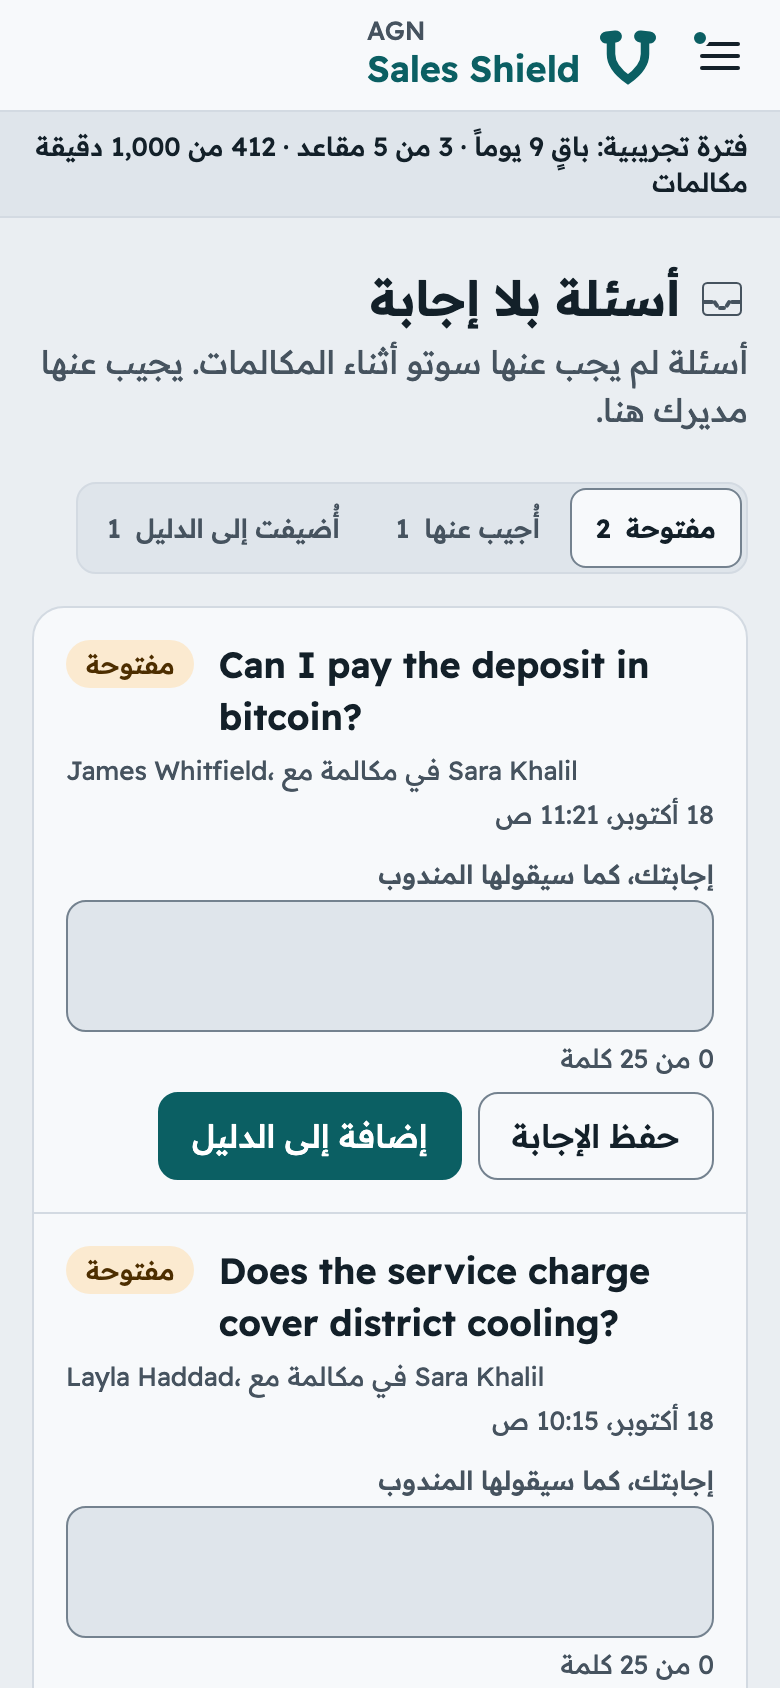 AGN
Sales Shield
فترة تجريبية: باقٍ 9 يوماً · 3 من 5 مقاعد · 412 من 1,000 دقيقة
مكالمات
أسئلة بلا إجابة
أسئلة لم يجب عنها سوتو أثناء المكالمات. يجيب عنها
مديرك هنا.
مفتوحة 2 أُجيب عنها 1 أُضيفت إلى الدليل 1
Can I pay the deposit in
bitcoin?
مفتوحة
James Whitfield، في مكالمة مع Sara Khalil
18 أكتوبر، 11:21 ص
إجابتك، كما سيقولها المندوب
0 من 25 كلمة
حفظ الإجابة إضافة إلى الدليل
Does the service charge
cover district cooling?
مفتوحة
Layla Haddad، في مكالمة مع Sara Khalil
18 أكتوبر، 10:15 ص
إجابتك، كما سيقولها المندوب
0 من 25 كلمة